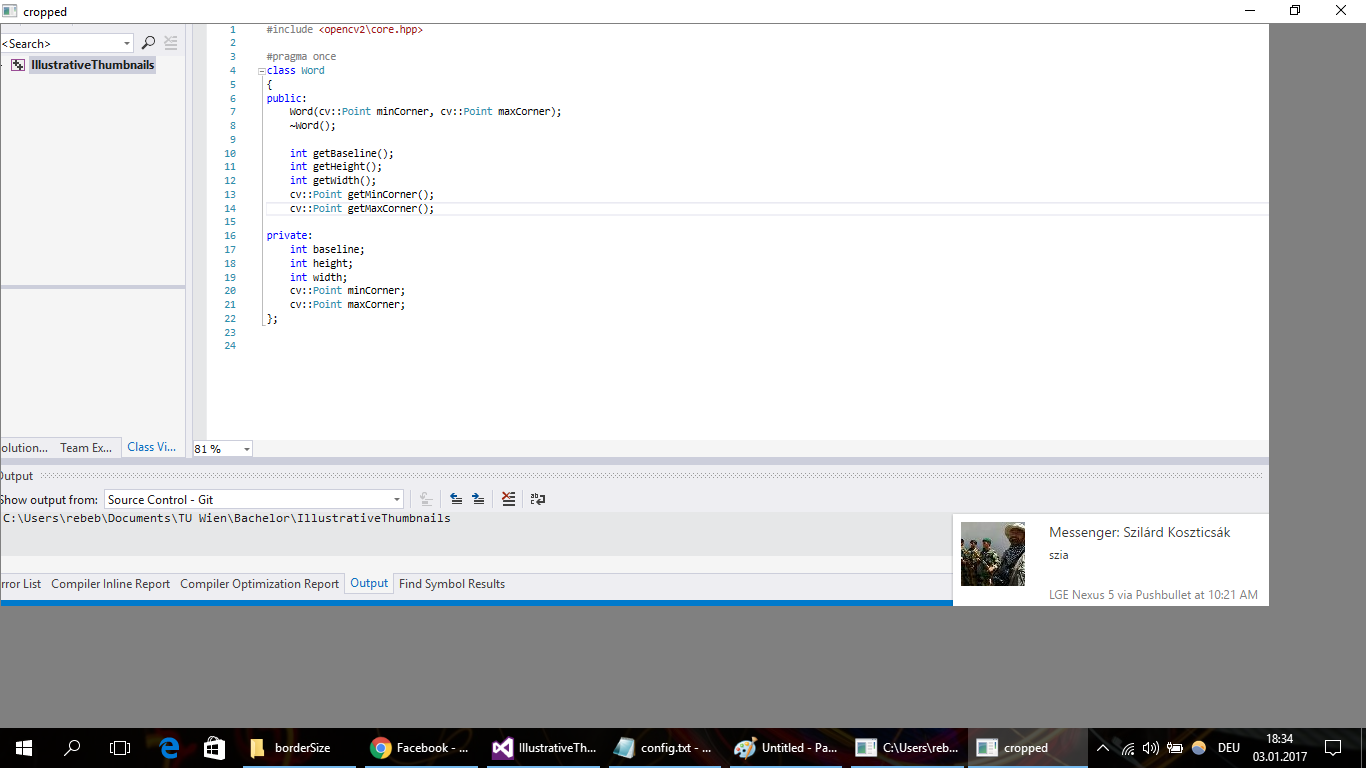 cropped
<Search>
IllustrativeThumbnails
1 #include <opencv2\core.hpp>
2
3 #pragma once
4 class Word
5 {
6 public:
7 Word(cv::Point minCorner, cv::Point maxCorner);
8 ~Word();
9
10 int getBaseline();
11 int getHeight();
12 int getWidth();
13 cv::Point getMinCorner();
14 cv::Point getMaxCorner();
15
16 private:
17 int baseline;
18 int height;
19 int width;
20 cv::Point minCorner;
21 cv::Point maxCorner;
22 };
23
24
olution... Team Ex... Class Vi... 81 %
Output
Show output from: Source Control - Git
C:\Users\rebeb\Documents\TU Wien\Bachelor\IllustrativeThumbnails
rror List Compiler Inline Report Compiler Optimization Report Output Find Symbol Results
Messenger: Szilárd Koszticsák
szia
LGE Nexus 5 via Pushbullet at 10:21 AM
borderSize Facebook - ... IllustrativeTh... config.txt - ... Untitled - Pa... C:\Users\reb... cropped DEU 18:34
03.01.2017